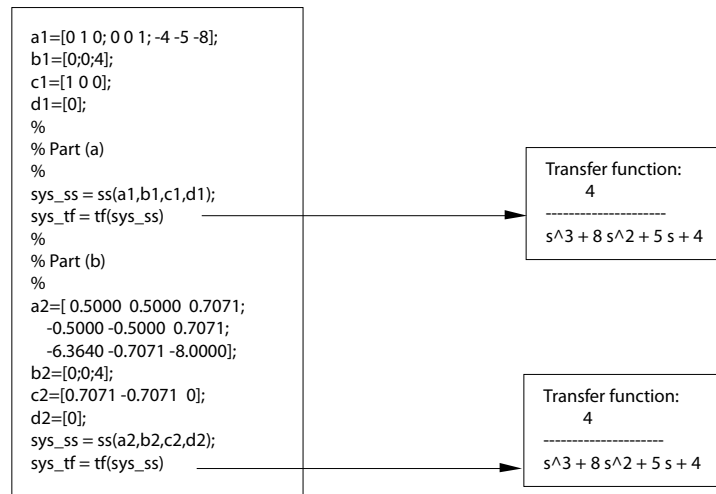 a1=[0 1 0; 0 0 1; -4 -5 -8];
b1=[0;0;4];
c1=[1 0 0];
d1=[0];
%
% Part (a)
%
sys_ss = ss(a1,b1,c1,d1);
sys_tf = tf(sys_ss)
%
% Part (b)
%
a2=[ 0.5000 0.5000 0.7071;
-0.5000 -0.5000 0.7071;
-6.3640 -0.7071 -8.0000];
b2=[0;0;4];
c2=[0.7071 -0.7071 0];
d2=[0];
sys_ss = ss(a2,b2,c2,d2);
sys_tf = tf(sys_ss)
Transfer function:
4
---------------------
s^3 + 8 s^2 + 5 s + 4
Transfer function:
4
---------------------
s^3 + 8 s^2 + 5 s + 4